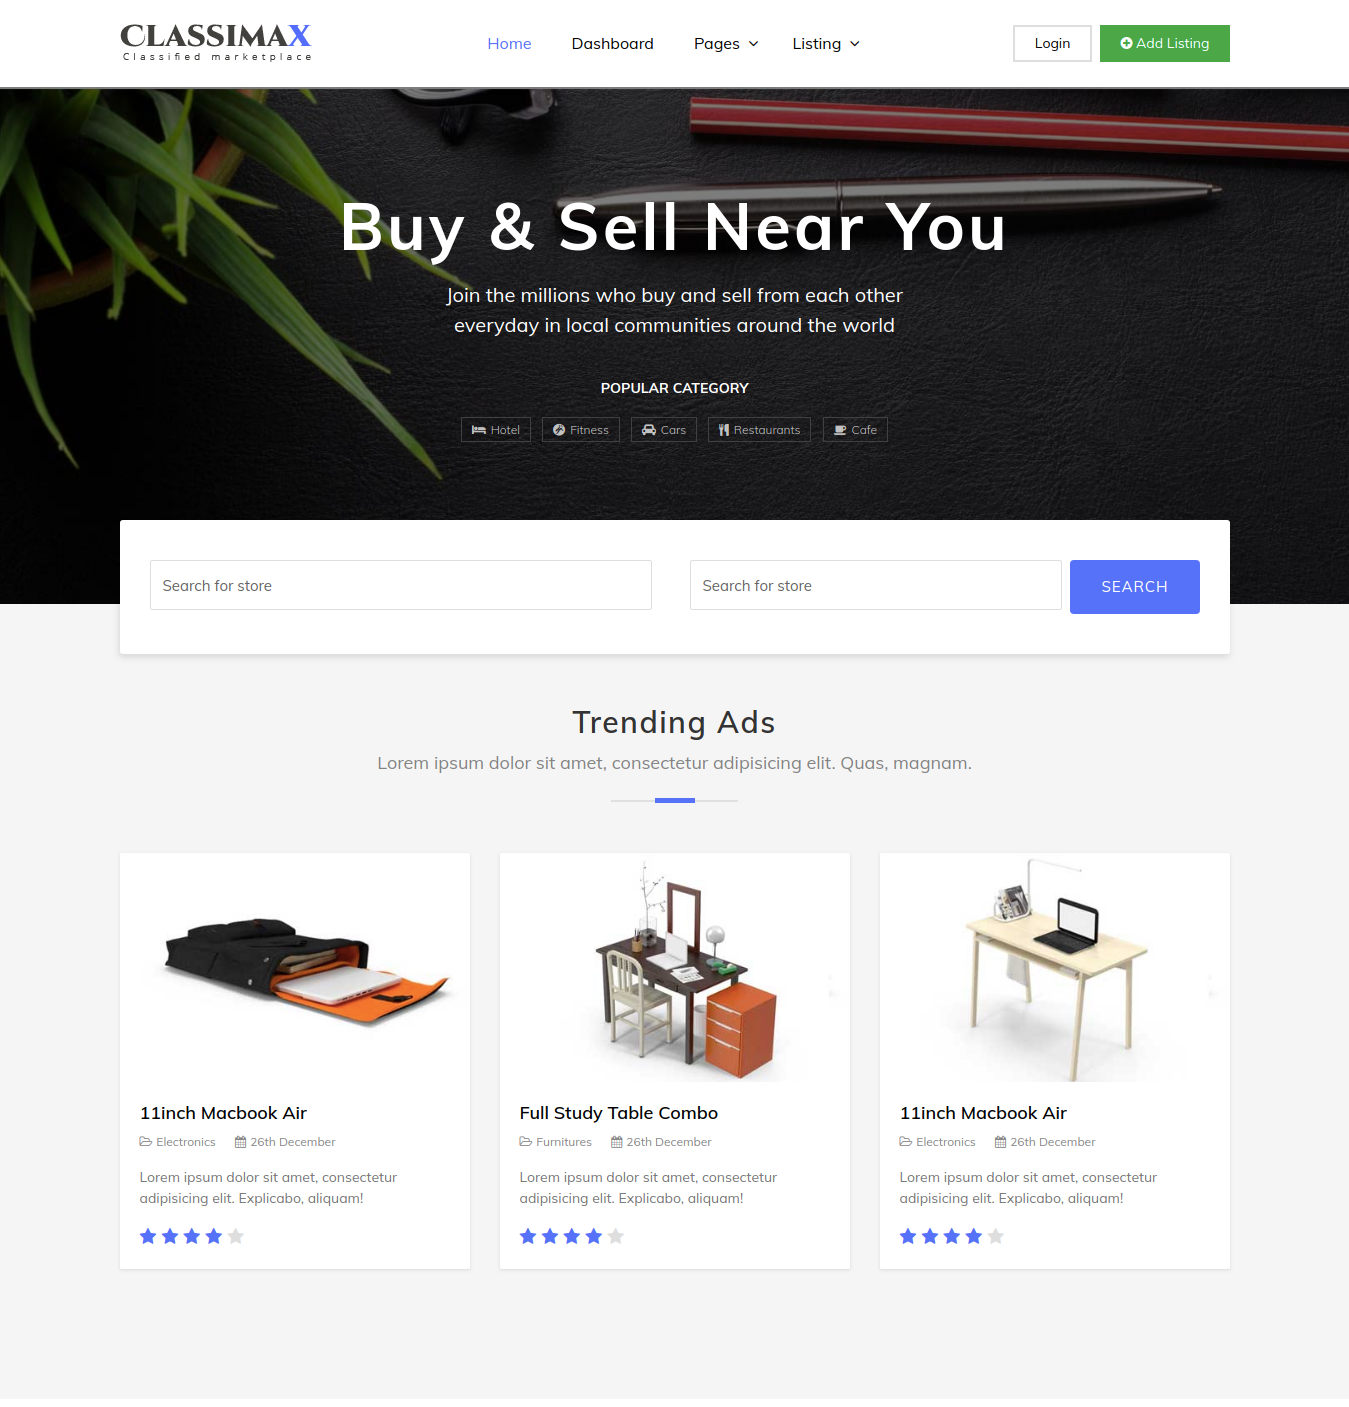 CLASSIMAX
Classified marketplace
Home Dashboard Pages Listing
Login
Add Listing
Buy & Sell Near You
Join the millions who buy and sell from each other
everyday in local communities around the world
POPULAR CATEGORY
Hotel
Fitness
Cars
Restaurants
Cafe
Search for store
Search for store
SEARCH
Trending Ads
Lorem ipsum dolor sit amet, consectetur adipisicing elit. Quas, magnam.
11inch Macbook Air
Electronics 26th December
Lorem ipsum dolor sit amet, consectetur
adipisicing elit. Explicabo, aliquam!
Full Study Table Combo
Furnitures 26th December
Lorem ipsum dolor sit amet, consectetur
adipisicing elit. Explicabo, aliquam!
11inch Macbook Air
Electronics 26th December
Lorem ipsum dolor sit amet, consectetur
adipisicing elit. Explicabo, aliquam!